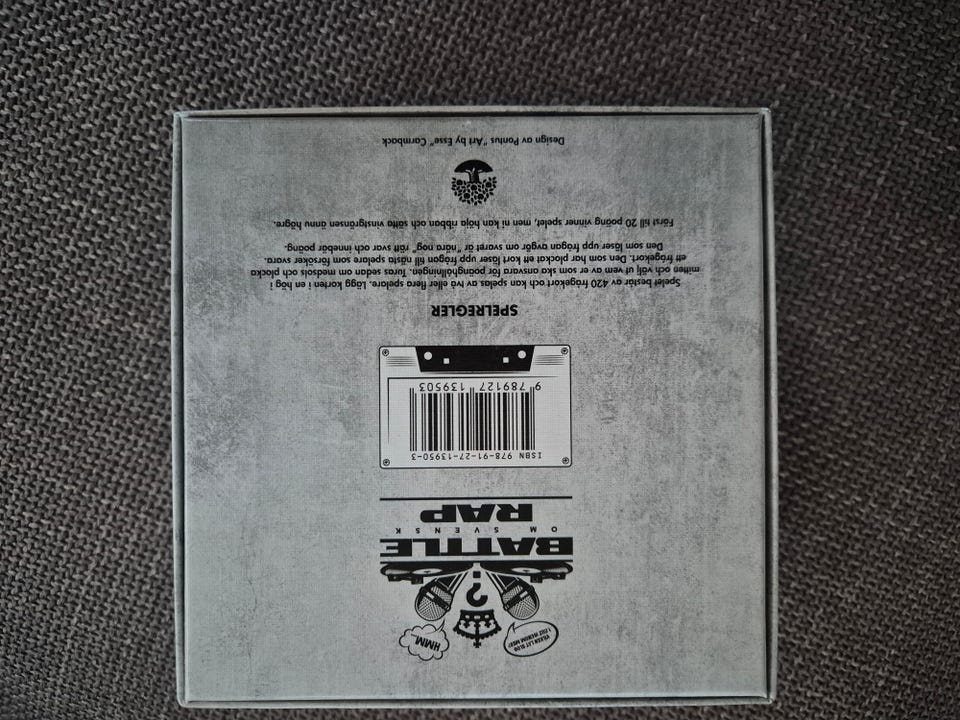 HMM...
BATTLE
OM SVENSK
RAP
ISBN 978-91-27-13950-3
9 789127 139503
SPELREGLER
Spelet består av 420 frågekort och kan spelas av två eller flera spelare. Lägg korten i en hög i
mitten och välj ut vem av er som ska ansvara för poänghållningen. Turas sedan om medsols och plocka
ett frågekort. Den som har plockat ett kort läser upp frågan till nästa spelare som försöker svara.
Den som läser upp frågan avgör om svaret är "nära nog" rätt svar och innebär poäng.
Först till 20 poäng vinner spelet, men ni kan höja ribban och sätta vinstgränsen ännu högre.
Design av Pontus "Art by Esse" Carmback